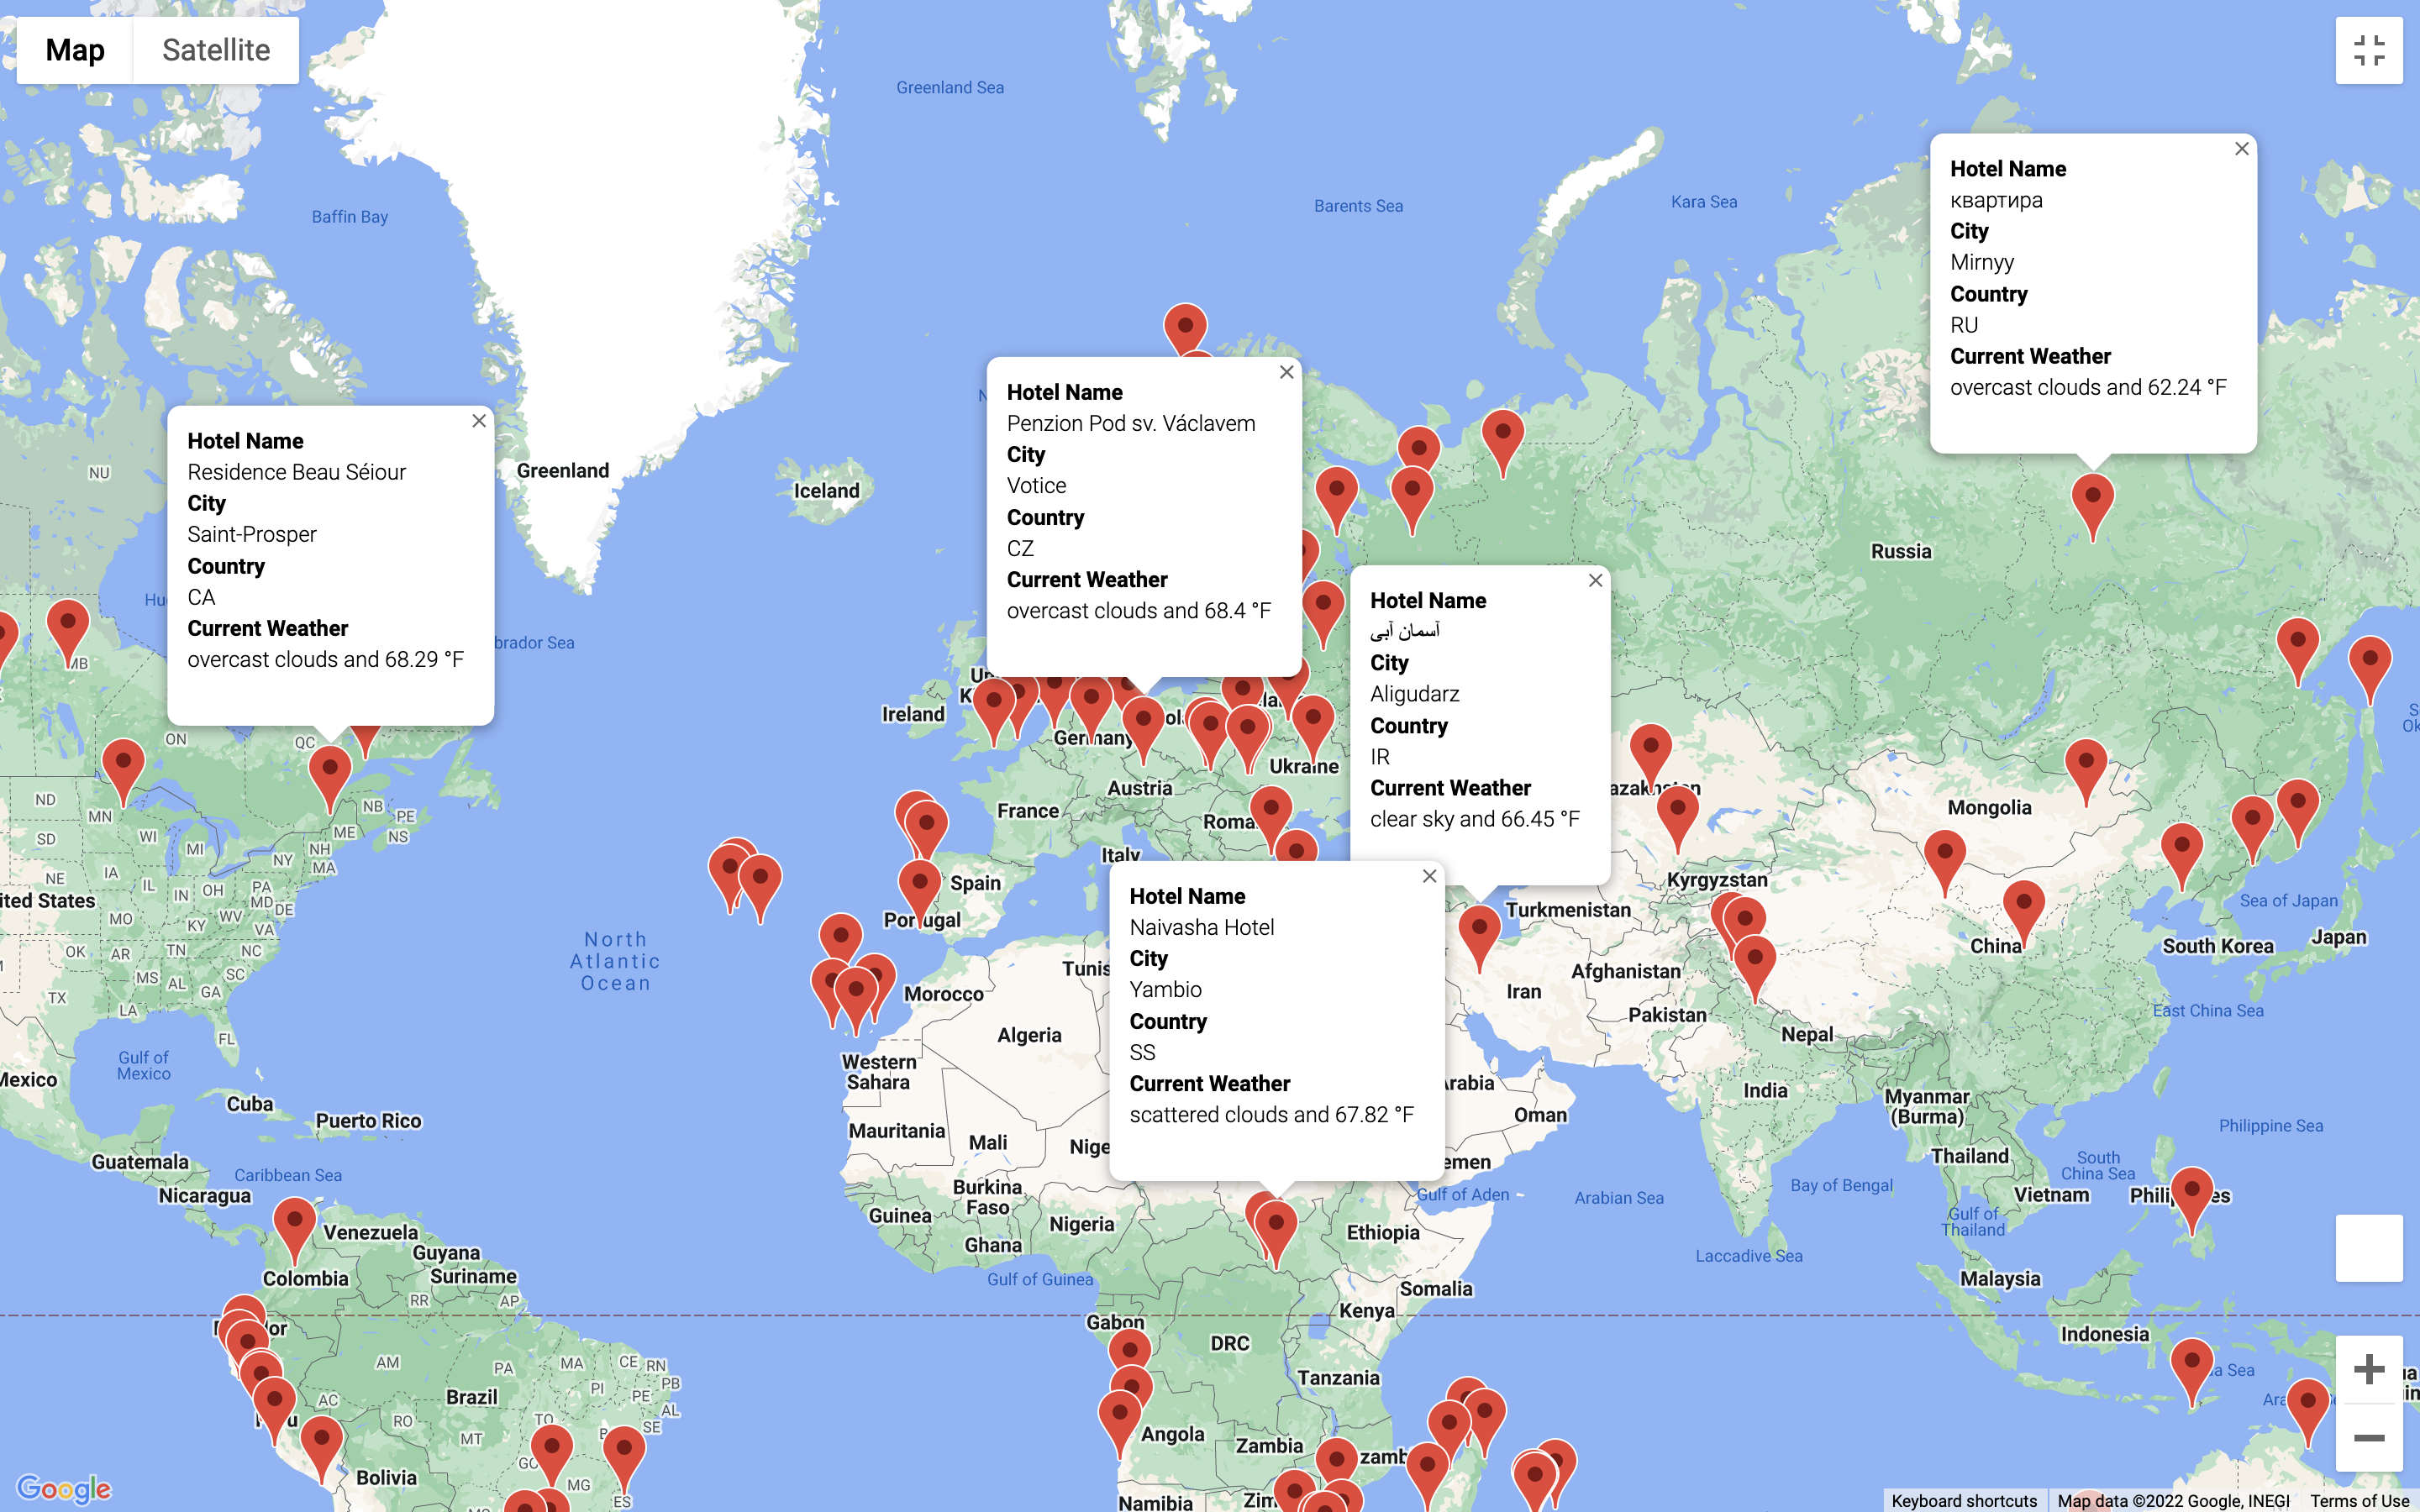 Map
Satellite
Greenland Sea
Baffin Bay
Barents Sea
Kara Sea
Hotel Name
квартира
City
Mirnyy
Country
RU
Current Weather
overcast clouds and 62.24 °F
Hotel Name
Penzion Pod sv. Václavem
City
Votice
Country
CZ
Current Weather
overcast clouds and 68.4 °F
Hotel Name
Residence Beau Séiour
City
Saint-Prosper
Country
CA
Current Weather
overcast clouds and 68.29 °F
NU
Greenland
Iceland
Russia
Hotel Name
آسمان آبی
City
Aligudarz
Country
IR
Current Weather
clear sky and 66.45 °F
brador Sea
MB
Ireland
Germany
Ukraine
ON
QC
Austria
France
Italy
Mongolia
ND
MN
NB
PE
SD
WI
MI
ME
NS
NH
NY
MA
NE
IA
IL
IN
OH
PA
MD
DE
ited States
MO
KY
WV
VA
OK
AR
TN
NC
MS
AL
SC
TX
GA
LA
FL
Spain
Portugal
Kyrgyzstan
Turkmenistan
Sea of Japan
China
South Korea
Japan
North
Atlantic
Ocean
Hotel Name
Naivasha Hotel
City
Yambio
Country
SS
Current Weather
scattered clouds and 67.82 °F
Tunis
Morocco
Algeria
Afghanistan
Iran
Pakistan
Nepal
East China Sea
Gulf of
Mexico
Mexico
Western
Sahara
India
Oman
Myanmar
(Burma)
Cuba
Puerto Rico
Mauritania
Mali
Nige
Philippine Sea
Guatemala
Caribbean Sea
Nicaragua
Thailand
South
China Sea
Burkina
Faso
Gulf of Aden
Arabian Sea
Bay of Bengal
Vietnam
Philippines
Guinea
Nigeria
Ethiopia
Gulf of
Thailand
Venezuela
Guyana
Ghana
Laccadive Sea
Colombia
Suriname
Gulf of Guinea
Somalia
Malaysia
RR
AP
Kenya
Gabon
DRC
Indonesia
AM
PA
MA
CE
RN
PB
PI
PE
AL
AC
Brazil
Tanzania
RO
TO
SE
MT
Angola
Zambia
GO
Bolivia
MG
ES
Namibia
Google
Keyboard shortcuts
Map data ©2022 Google, INEGI
Terms of Use